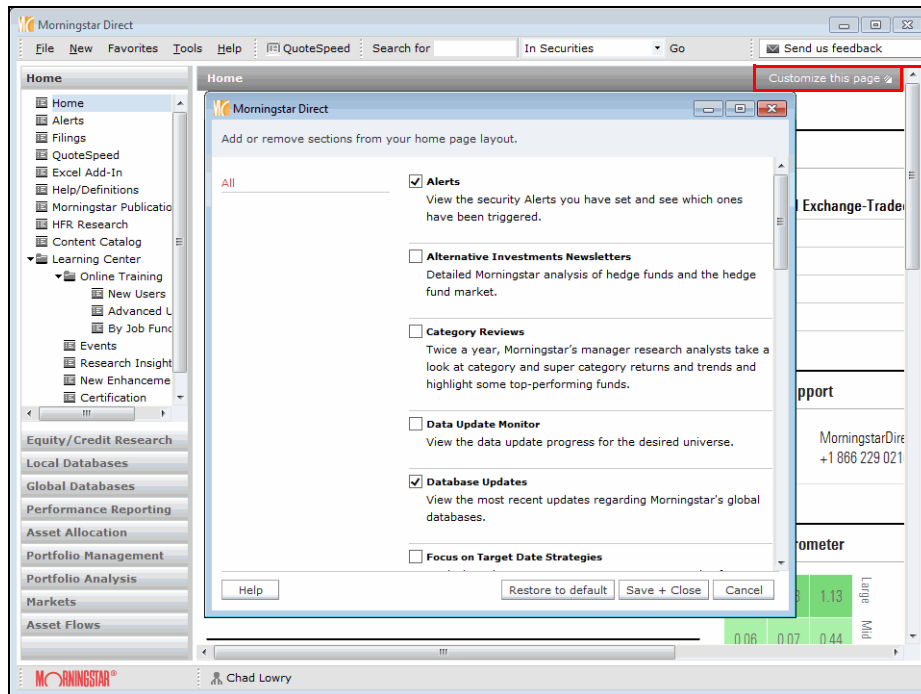 Morningstar Direct
File New Favorites Tools Help QuoteSpeed Search for In Securities Go Send us feedback
Home
Home
Customize this page
Home
Alerts
Filings
QuoteSpeed
Excel Add-In
Help/Definitions
Morningstar Publicatio
HFR Research
Content Catalog
Learning Center
Online Training
New Users
Advanced U
By Job Func
Events
Research Insight
New Enhanceme
Certification
Equity/Credit Research
Local Databases
Global Databases
Performance Reporting
Asset Allocation
Portfolio Management
Portfolio Analysis
Markets
Asset Flows
Morningstar Direct
Add or remove sections from your home page layout.
All
Alerts
View the security Alerts you have set and see which ones
have been triggered.
Alternative Investments Newsletters
Detailed Morningstar analysis of hedge funds and the hedge
fund market.
Category Reviews
Twice a year, Morningstar's manager research analysts take a
look at category and super category returns and trends and
highlight some top-performing funds.
Data Update Monitor
View the data update progress for the desired universe.
Database Updates
View the most recent updates regarding Morningstar's global
databases.
Focus on Target Date Strategies
Help Restore to default Save + Close Cancel
Exchange-Trade
pport
MorningstarDire
+1 866 229 021
ometer
1.13 Large
0.06 0.07 0.44 Mid
MORNINGSTAR®
Chad Lowry